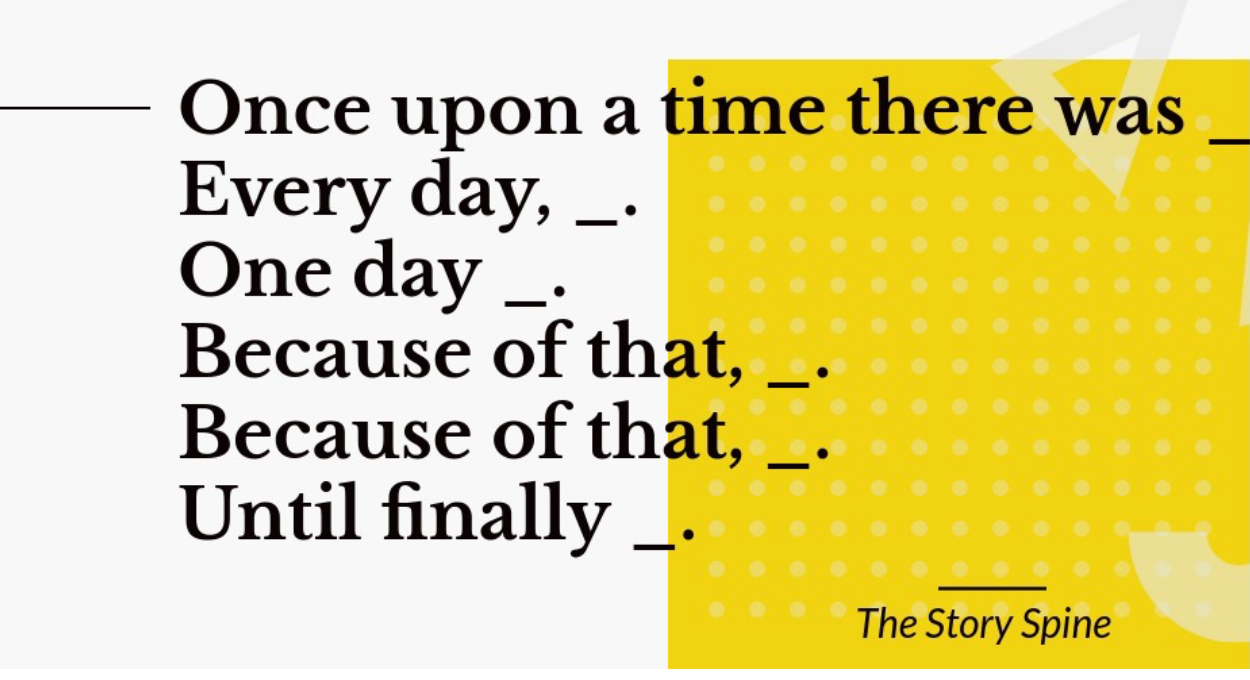 Once upon a time there was _
Every day, _.
One day _.
Because of that, _.
Because of that, _.
Until finally _.
The Story Spine